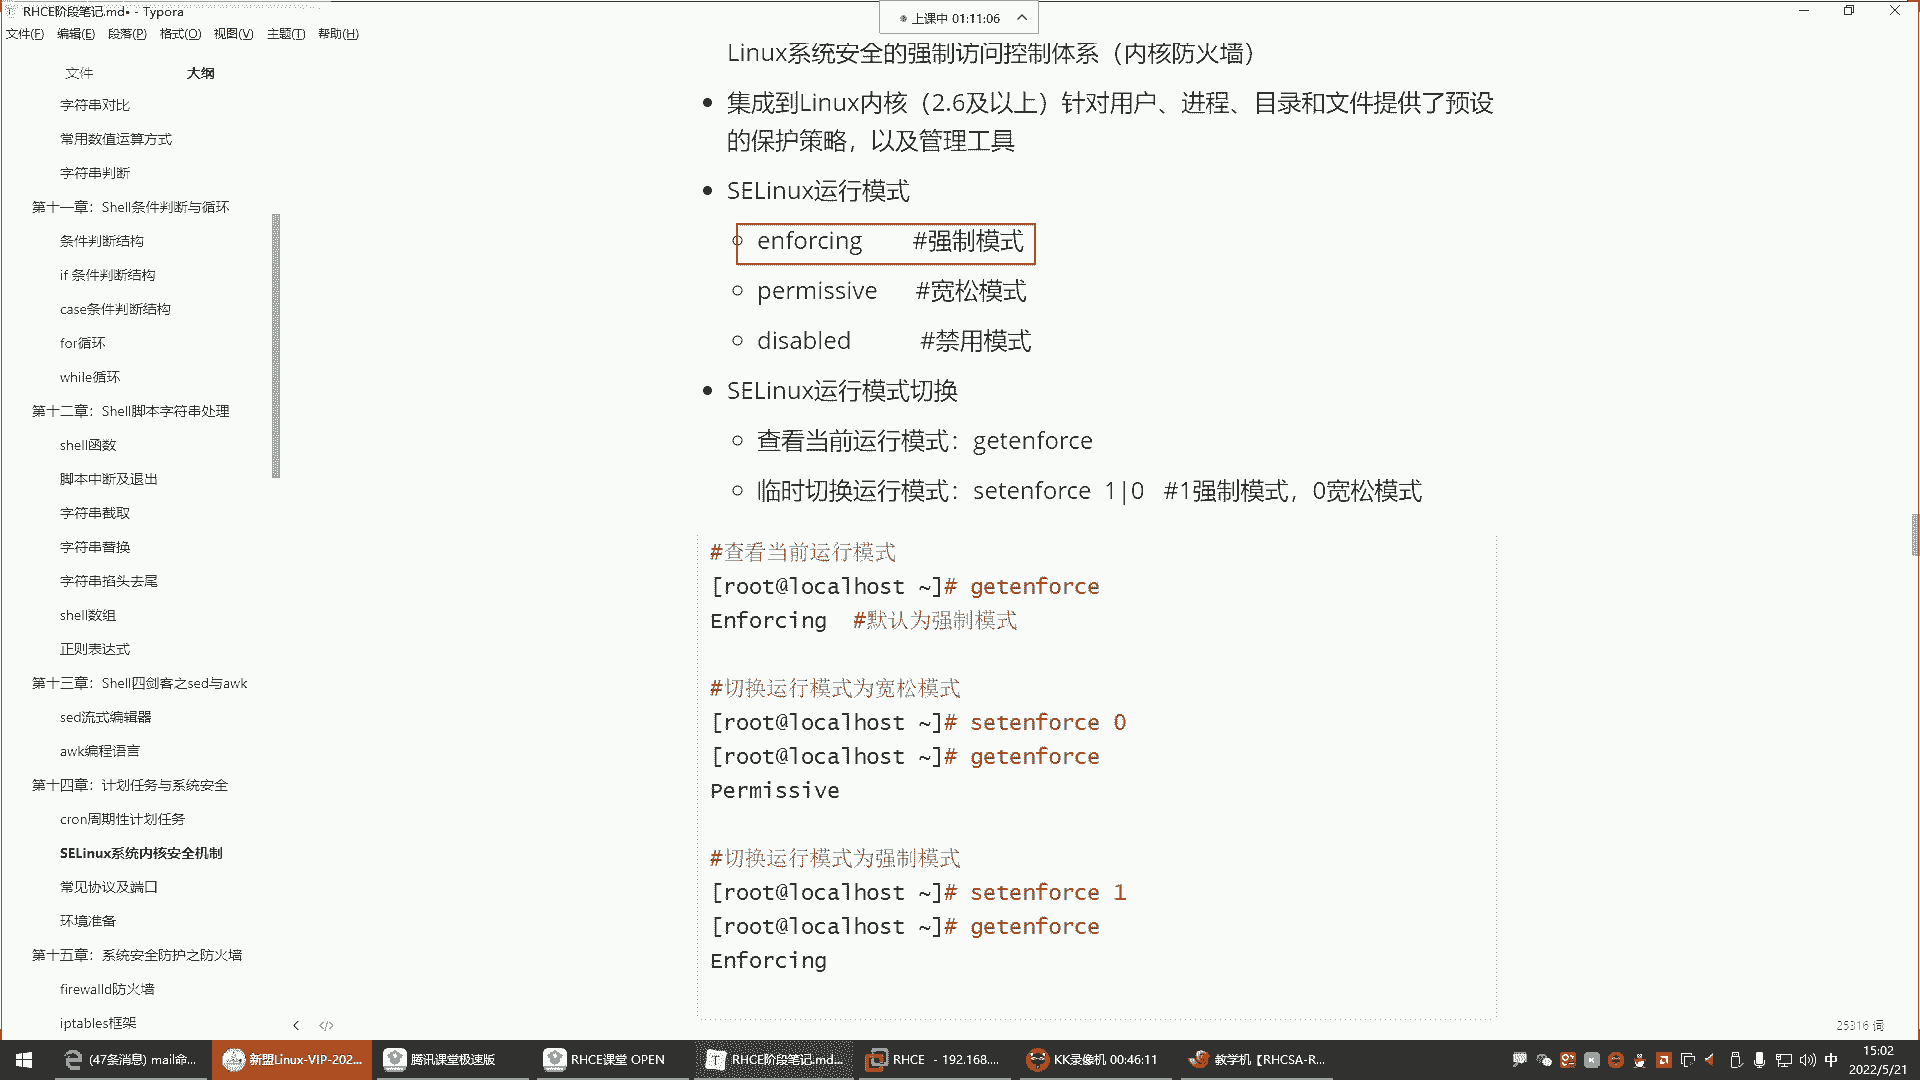 RHCE阶段笔记.md• - Typora
上课中 01:11:06
文件(F) 编辑(E) 段落(P) 格式(O) 视图(V) 主题(T) 帮助(H)
文件 大纲
字符串对比
常用数值运算方式
字符串判断
第十一章：Shell条件判断与循环
条件判断结构
if 条件判断结构
case条件判断结构
for循环
while循环
第十二章：Shell脚本字符串处理
shell函数
脚本中断及退出
字符串截取
字符串替换
字符串掐头去尾
shell数组
正则表达式
第十三章：Shell四剑客之sed与awk
sed流式编辑器
awk编程语言
第十四章：计划任务与系统安全
cron周期性计划任务
SELinux系统内核安全机制
常见协议及端口
环境准备
第十五章：系统安全防护之防火墙
firewalld防火墙
iptables框架
Linux系统安全的强制访问控制体系（内核防火墙）
集成到Linux内核（2.6及以上）针对用户、进程、目录和文件提供了预设
的保护策略，以及管理工具
SELinux运行模式
enforcing #强制模式
permissive #宽松模式
disabled #禁用模式
SELinux运行模式切换
查看当前运行模式：getenforce
临时切换运行模式：setenforce 1|0 #1强制模式，0宽松模式
#查看当前运行模式
[root@localhost ~]# getenforce
Enforcing #默认为强制模式
#切换运行模式为宽松模式
[root@localhost ~]# setenforce 0
[root@localhost ~]# getenforce
Permissive
#切换运行模式为强制模式
[root@localhost ~]# setenforce 1
[root@localhost ~]# getenforce
Enforcing
25316 词
(47条消息) mail命... 新盟Linux-VIP-202... 腾讯课堂极速版 RHCE课堂 OPEN RHCE阶段笔记.md... RHCE - 192.168.... KK录像机 00:46:11 教学机【RHCSA-R...
中
15:02
2022/5/21